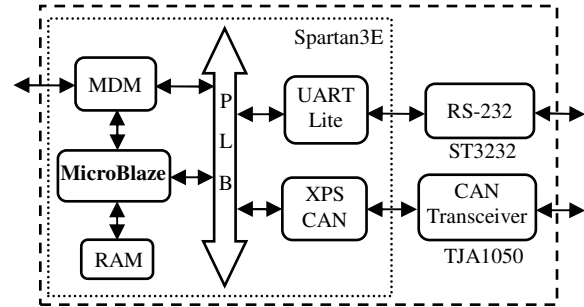 Spartan3E
MDM
P
L
B
UART
Lite
RS-232
ST3232
MicroBlaze
XPS
CAN
CAN
Transceiver
RAM
TJA1050